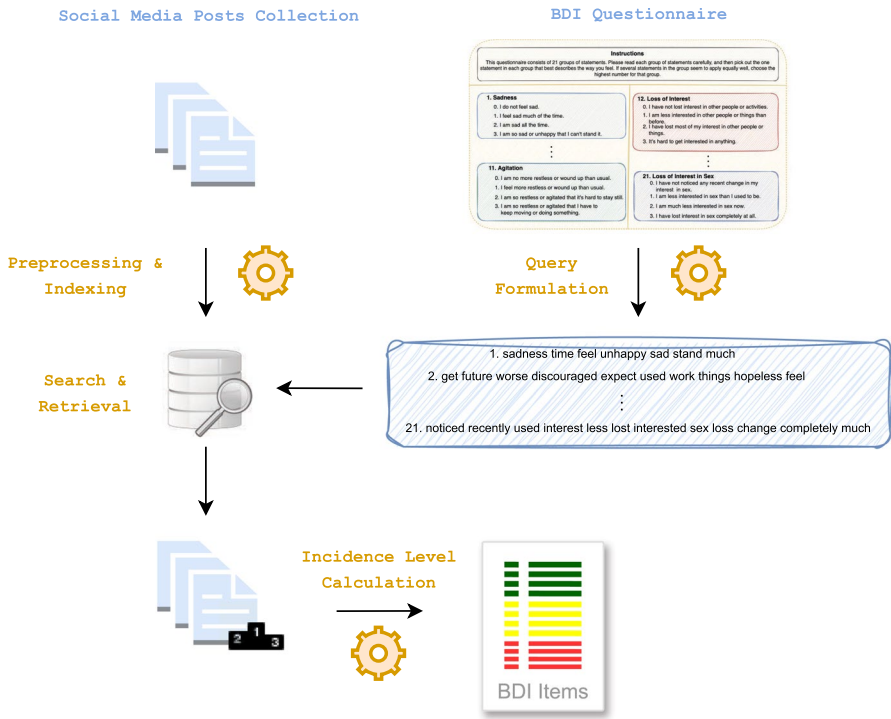 Social Media Posts Collection
BDI Questionnaire
Instructions
This questionnaire consists of 21 groups of statements. Please read each group of statements carefully, and then pick out the one
statement in each group that best describes the way you feel. If several statements in the group seem to apply equally well, choose the
highest number for that group.
1. Sadness
0. I do not feel sad.
1. I feel sad much of the time.
2. I am sad all the time.
3. I am so sad or unhappy that I can't stand it.
12. Loss of Interest
0. I have not lost interest in other people or activities.
1. I am less interested in other people or things than
before.
2. I have lost most of my interest in other people or
things.
3. It's hard to get interested in anything.
11. Agitation
0. I am no more restless or wound up than usual.
1. I feel more restless or wound up than usual.
2. I am so restless or agitated that it's hard to stay still.
3. I am so restless or agitated that I have to
keep moving or doing something.
21. Loss of Interest in Sex
0. I have not noticed any recent change in my
interest in sex.
1. I am less interested in sex than I used to be.
2. I am much less interested in sex now.
3. I have lost interest in sex completely at all.
Preprocessing &
Indexing
Query
Formulation
1. sadness time feel unhappy sad stand much
2. get future worse discouraged expect used work things hopeless feel
21. noticed recently used interest less lost interested sex loss change completely much
Search &
Retrieval
2 1 3
Incidence Level
Calculation
BDI Items